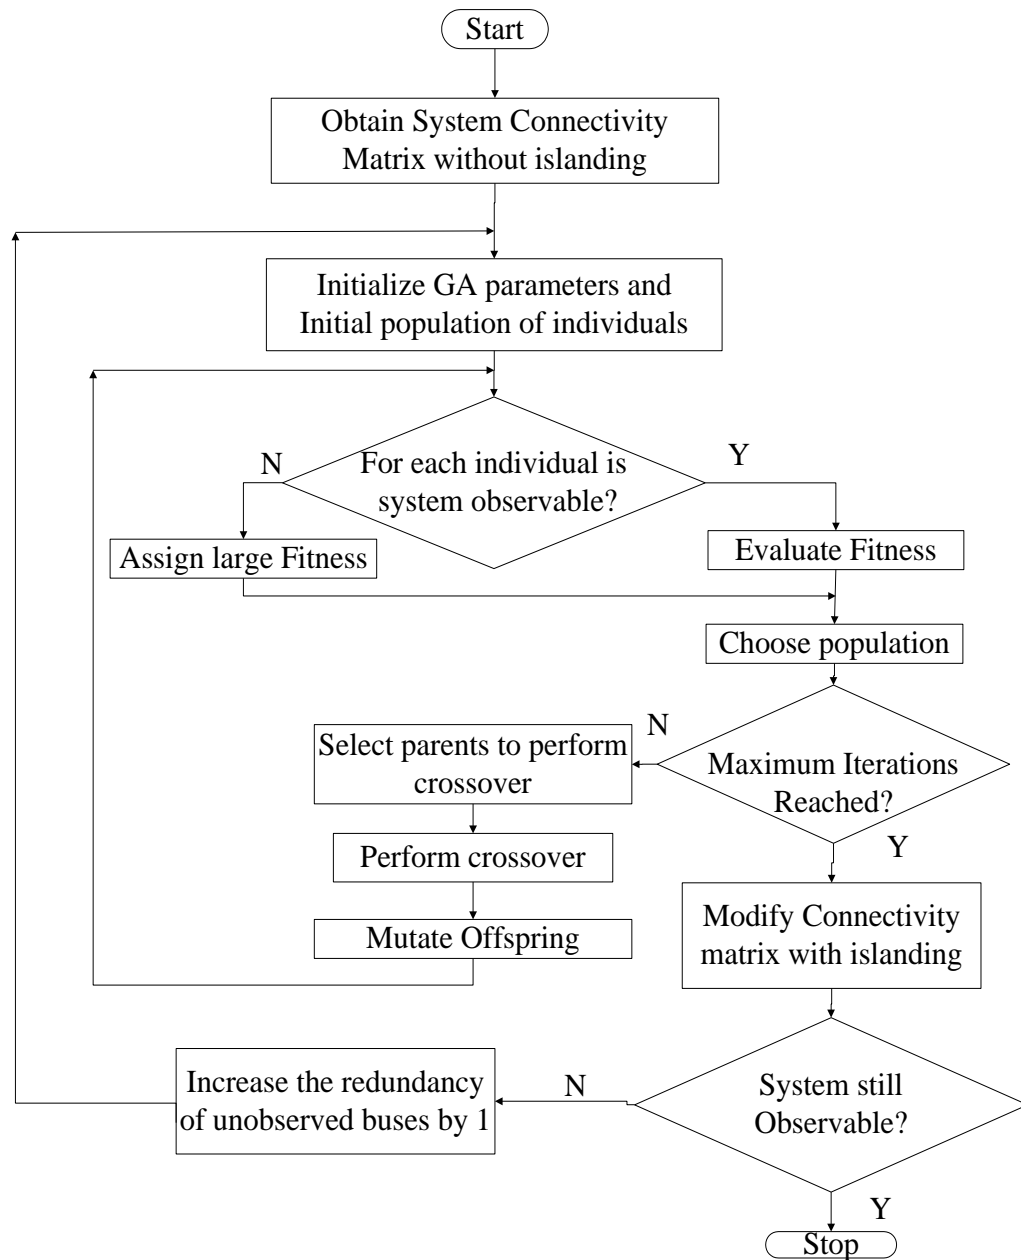 Start
Obtain System Connectivity
Matrix without islanding
Initialize GA parameters and
Initial population of individuals
N
For each individual is
system observable?
Y
Assign large Fitness
Evaluate Fitness
Choose population
N
Select parents to perform
crossover
Maximum Iterations
Reached?
Perform crossover
Y
Mutate Offspring
Modify Connectivity
matrix with islanding
Increase the redundancy
of unobserved buses by 1
N
System still
Observable?
Y
Stop